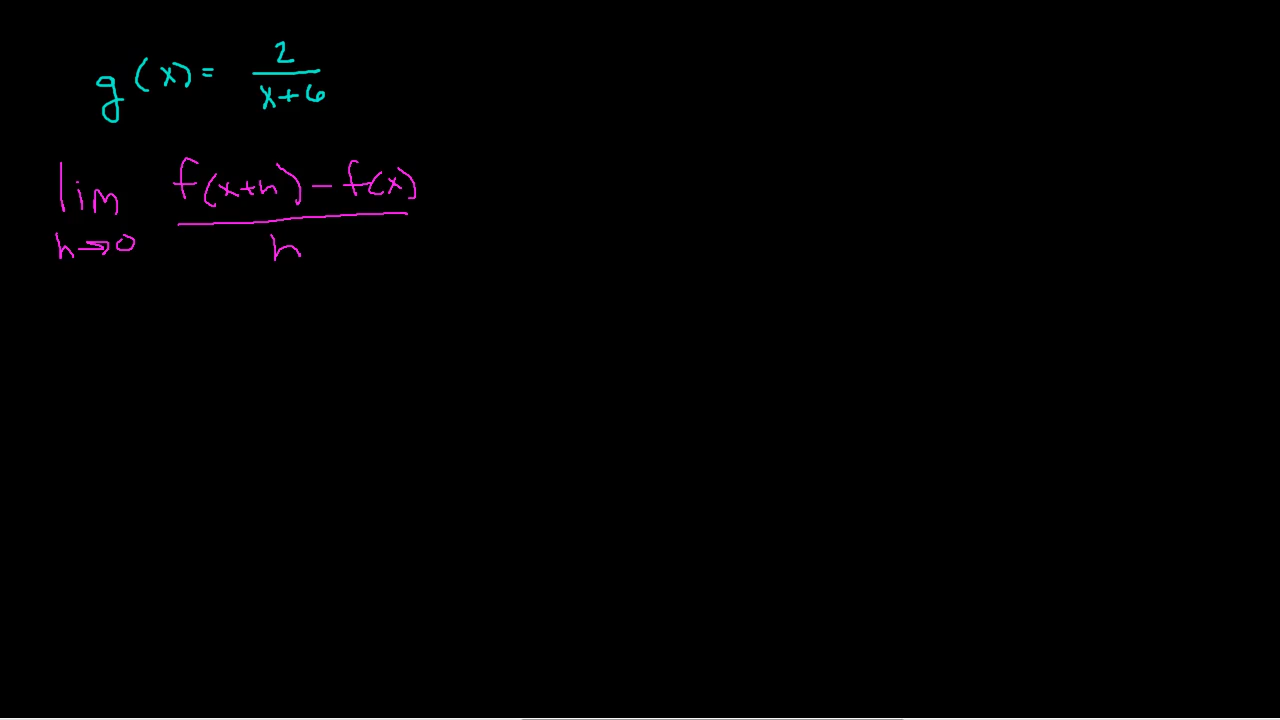 g(x) = 2/(x+6)
lim h→0 (f(x+h) - f(x))/h